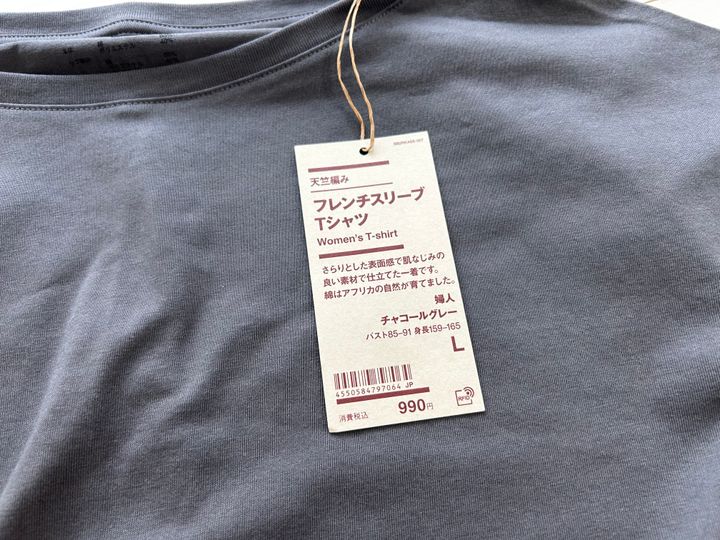 天竺編み
フレンチスリーブ
Tシャツ
Women's T-shirt
さらりとした表面感で肌なじみの
良い素材で仕立てた一着です。
綿はアフリカの自然が育てました。
婦人
チャコールグレー
バスト85-91 身長159-165
L
4550584797064 JP
消費税込 990円
RFID